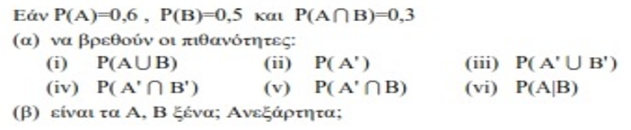 Εάν P(A)=0,6 , P(B)=0,5 και P(A⋂B)=0,3
(α) να βρεθούν οι πιθανότητες:
(i) P(A⋃B) (ii) P( A') (iii) P( A' ⋃ B')
(iv) P( A' ⋂ B') (v) P( A' ⋂ B) (vi) P(A|B)
(β) είναι τα A, B ξένα; Ανεξάρτητα;